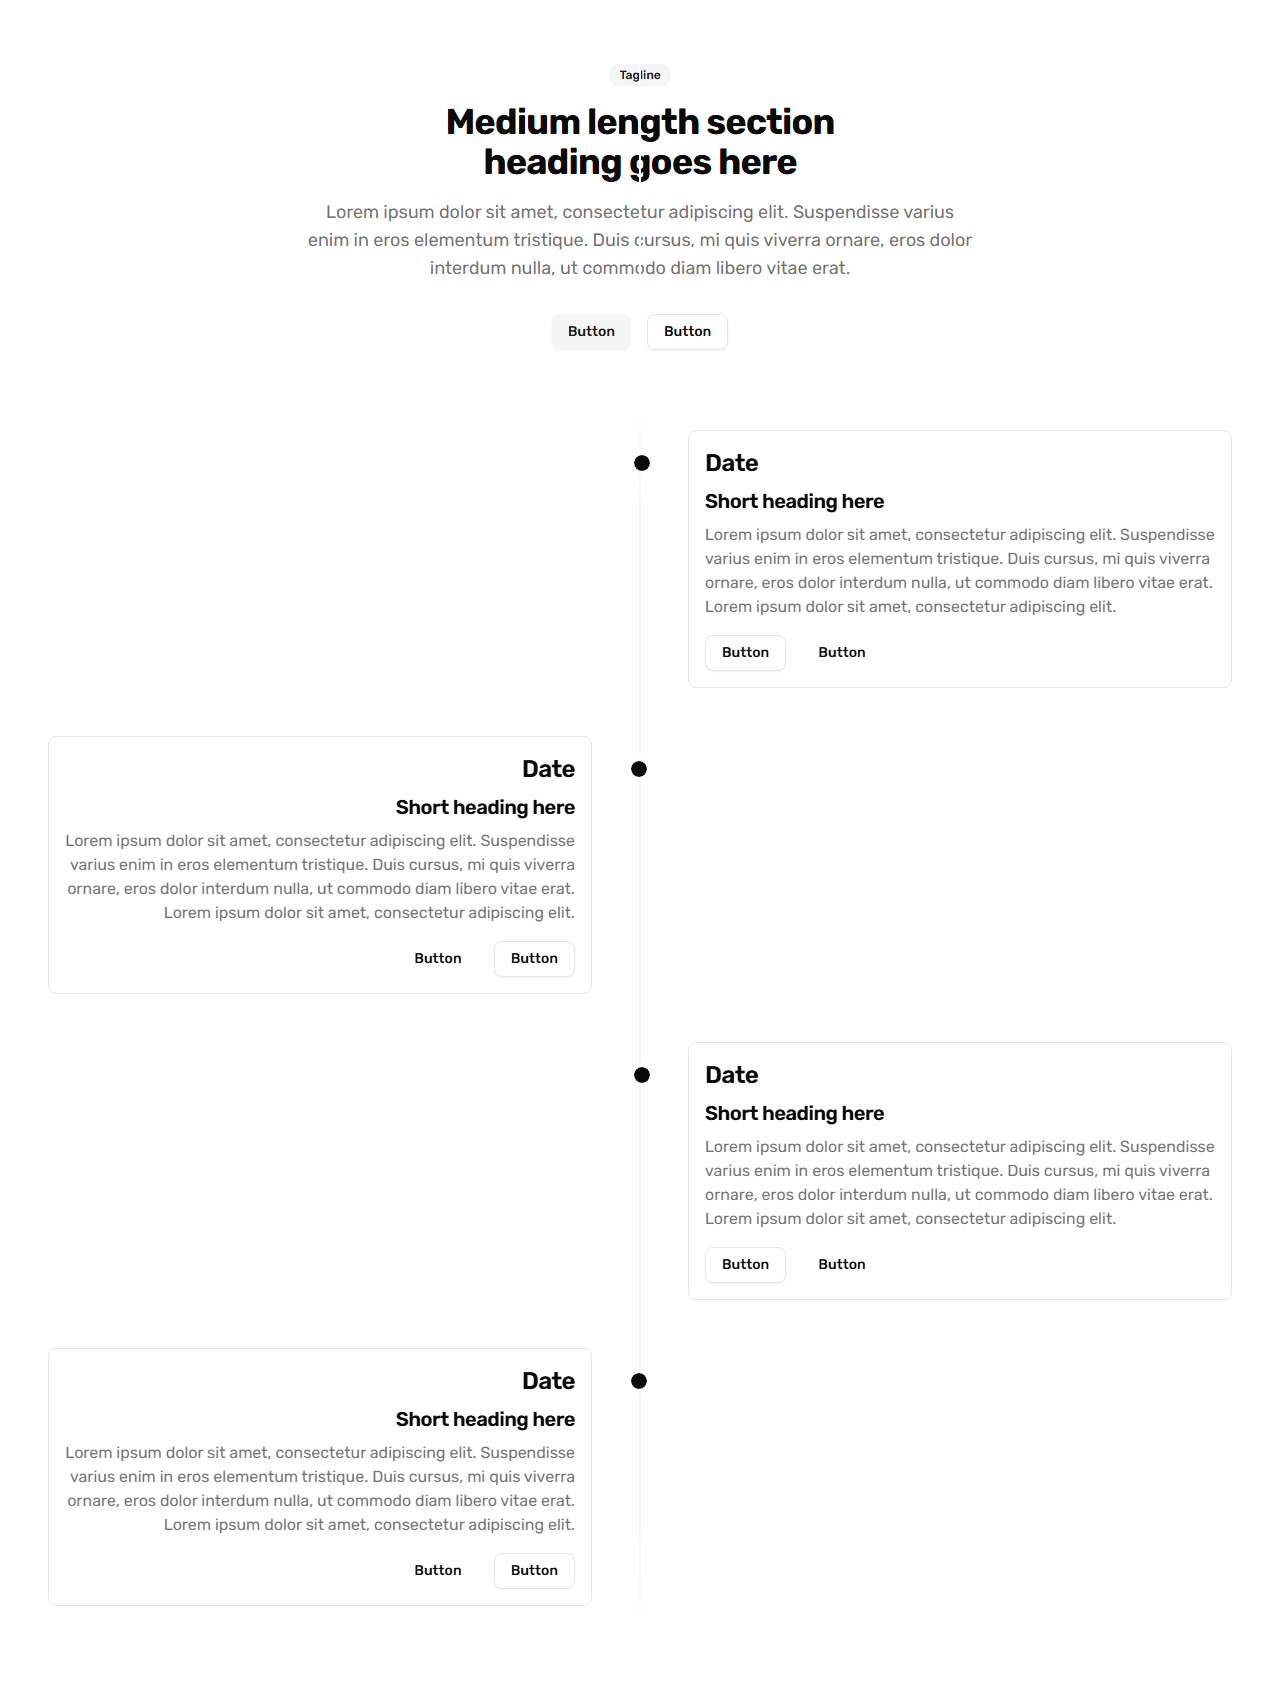 Tagline
Medium length section
heading goes here
Lorem ipsum dolor sit amet, consectetur adipiscing elit. Suspendisse varius
enim in eros elementum tristique. Duis cursus, mi quis viverra ornare, eros dolor
interdum nulla, ut commodo diam libero vitae erat.
Button Button
Date
Short heading here
Lorem ipsum dolor sit amet, consectetur adipiscing elit. Suspendisse
varius enim in eros elementum tristique. Duis cursus, mi quis viverra
ornare, eros dolor interdum nulla, ut commodo diam libero vitae erat.
Lorem ipsum dolor sit amet, consectetur adipiscing elit.
Button Button
Date
Short heading here
Lorem ipsum dolor sit amet, consectetur adipiscing elit. Suspendisse
varius enim in eros elementum tristique. Duis cursus, mi quis viverra
ornare, eros dolor interdum nulla, ut commodo diam libero vitae erat.
Lorem ipsum dolor sit amet, consectetur adipiscing elit.
Button Button
Date
Short heading here
Lorem ipsum dolor sit amet, consectetur adipiscing elit. Suspendisse
varius enim in eros elementum tristique. Duis cursus, mi quis viverra
ornare, eros dolor interdum nulla, ut commodo diam libero vitae erat.
Lorem ipsum dolor sit amet, consectetur adipiscing elit.
Button Button
Date
Short heading here
Lorem ipsum dolor sit amet, consectetur adipiscing elit. Suspendisse
varius enim in eros elementum tristique. Duis cursus, mi quis viverra
ornare, eros dolor interdum nulla, ut commodo diam libero vitae erat.
Lorem ipsum dolor sit amet, consectetur adipiscing elit.
Button Button